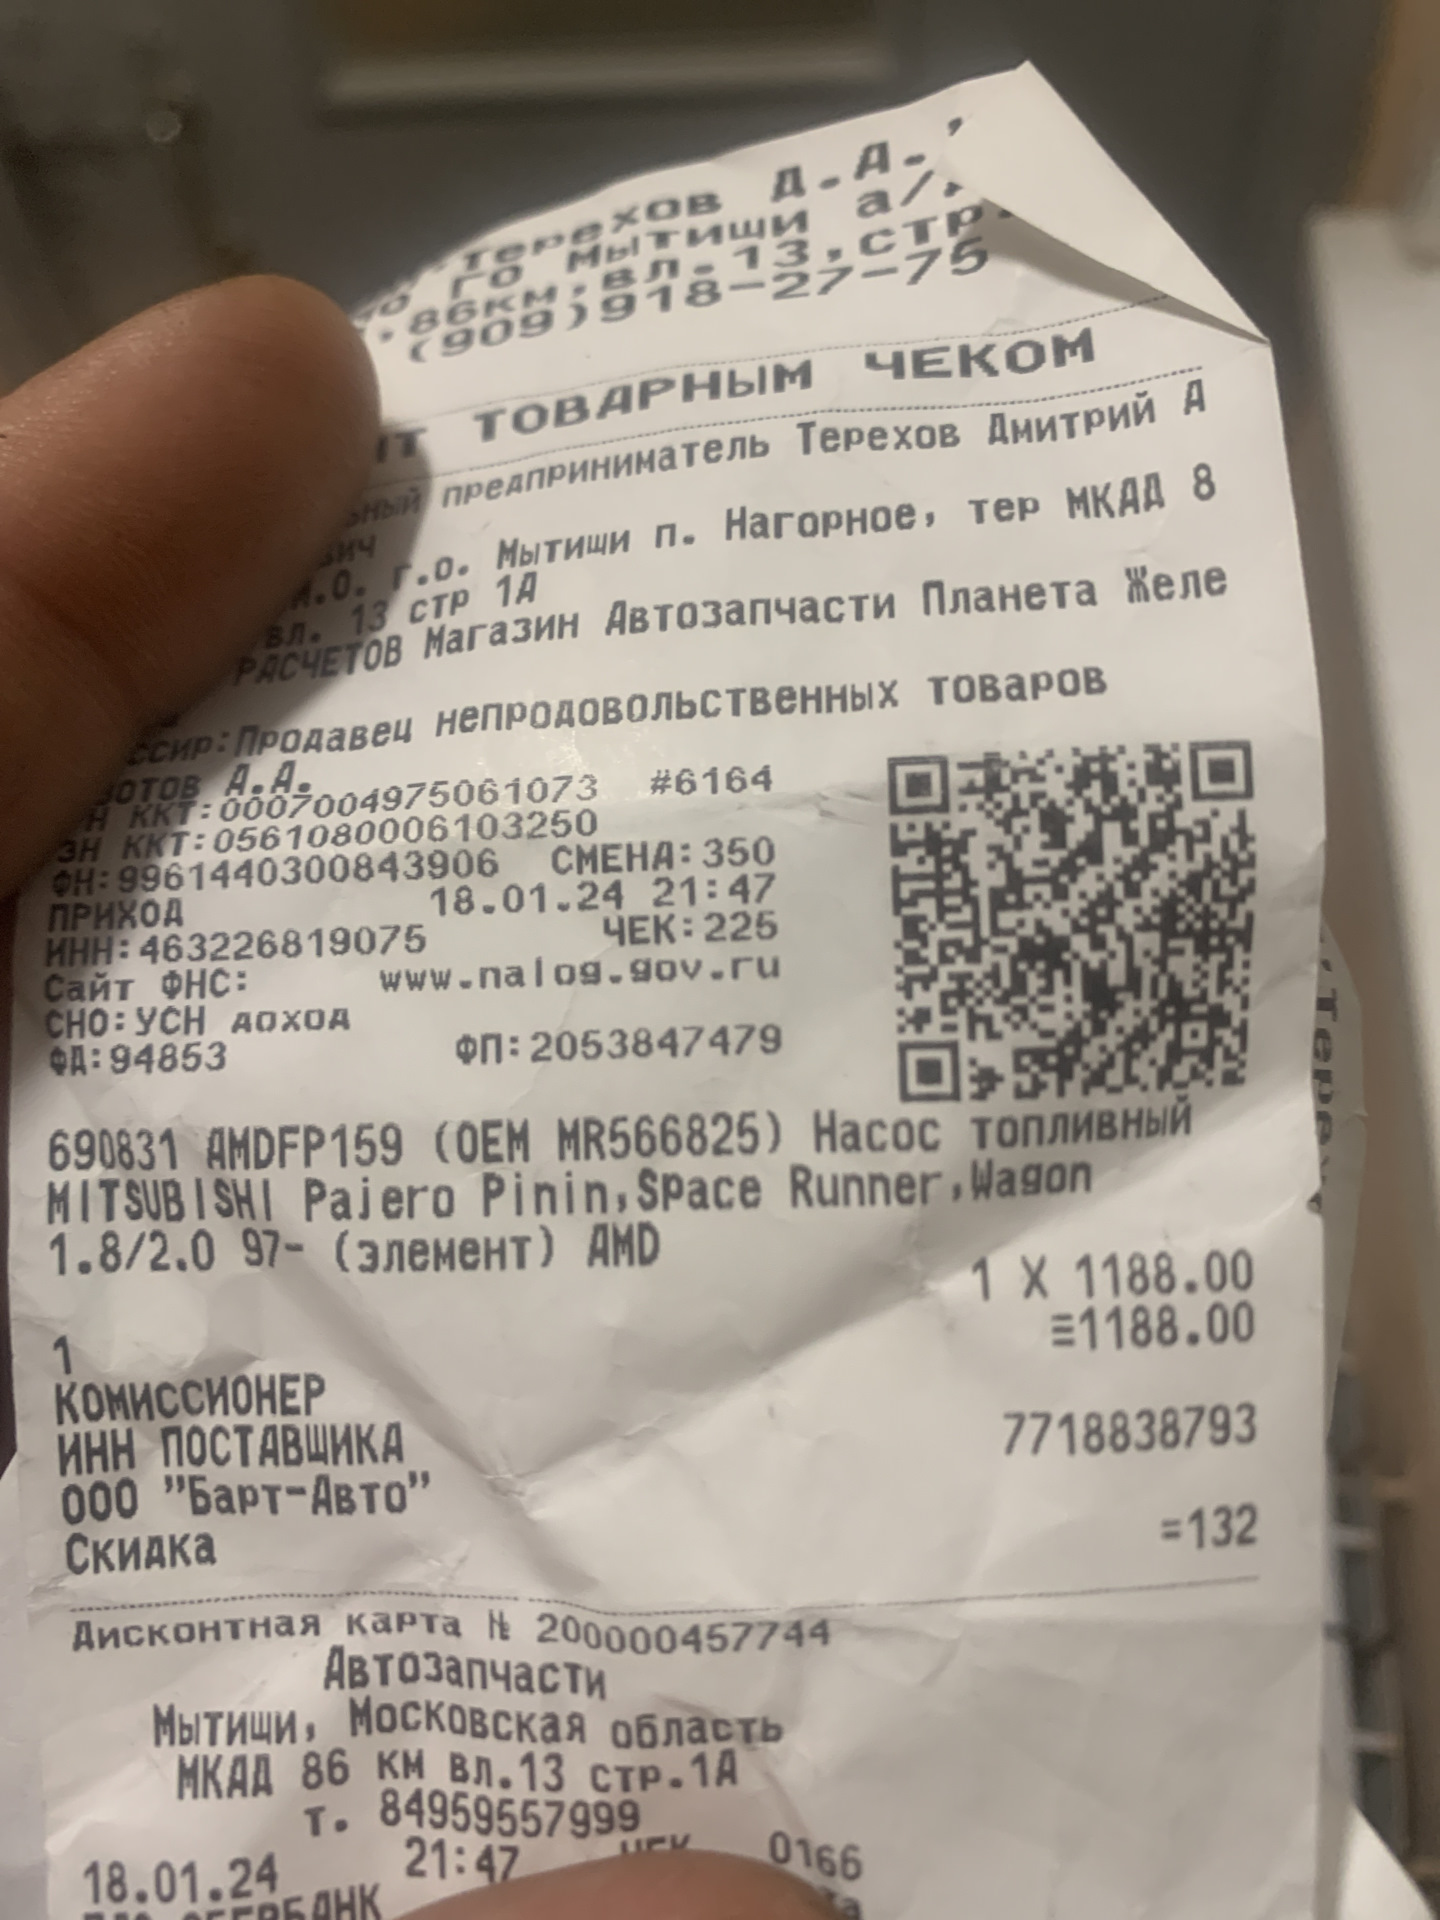 Терехов Д.А.,
ГО Мытищи а/
86км,вл.13,стр.
(909)918-27-75
ТОВАРНЫМ ЧЕКОМ
предприниматель Терехов Дмитрий А
г.о. Мытищи п. Нагорное, тер МКАД 8
вл. 13 стр 1А
РАСЧЕТОВ Магазин Автозапчасти Планета Желе
:Продавец непродовольственных товаров
А.А.
ККТ:0007004975061073 #6164
ЗН ККТ:0561080006103250
ФН:9961440300843906 СМЕНА:350
ПРИХОД 18.01.24 21:47
ИНН:463226819075 ЧЕК:225
Сайт ФНС: www.nalog.gov.ru
СНО:УСН доход
ФД:94853 ФП:2053847479
690831 AMDFP159 (OEM MR566825) Насос топливный
MITSUBISHI Pajero Pinin,Space Runner,Wagon
1.8/2.0 97- (элемент) AMD
1 X 1188.00
≡1188.00
1
КОМИССИОНЕР
ИНН ПОСТАВЩИКА 7718838793
ООО "Барт-Авто"
Скидка =132
Дисконтная карта № 200000457744
Автозапчасти
Мытищи, Московская область
МКАД 86 км вл.13 стр.1А
т. 84959557999
18.01.24 21:47 ЧЕК 0166
СБЕРБАНК